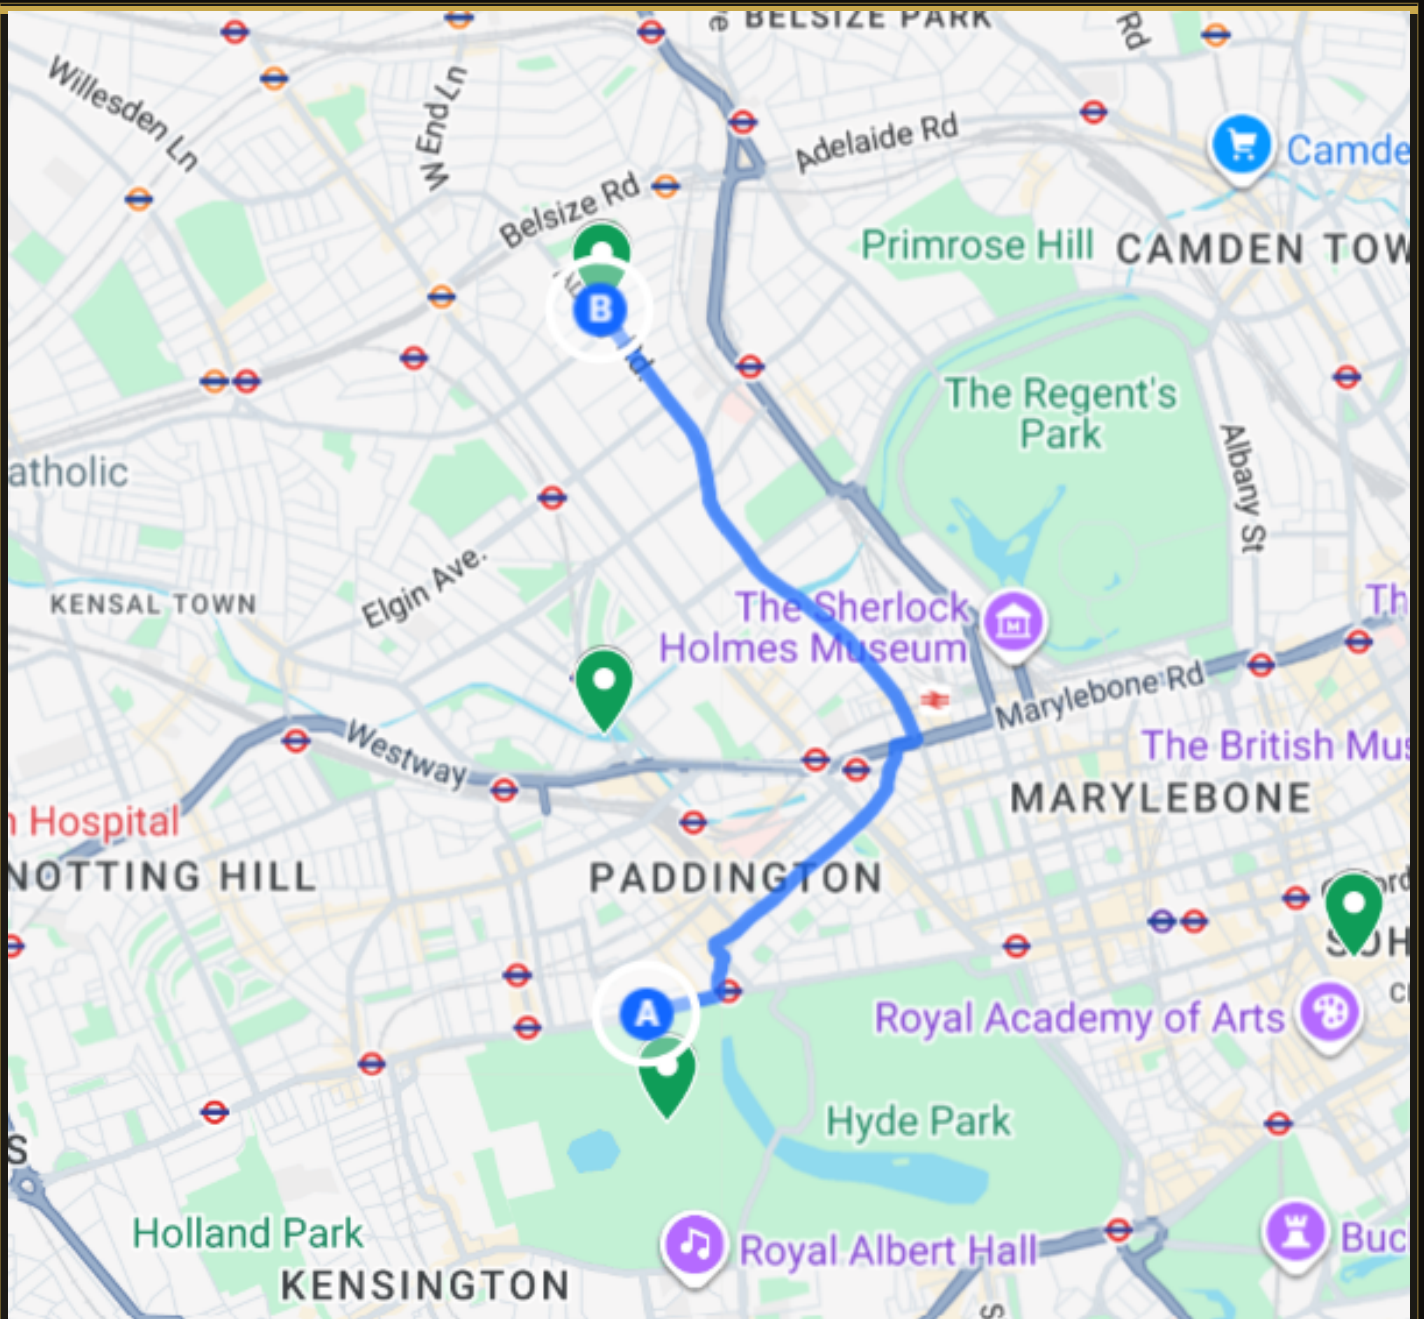 BELSIZE PARK
Rd
Willesden Ln
W End Ln
Adelaide Rd
Camde
Belsize Rd
Primrose Hill
CAMDEN TOW
B
Rd.
The Regent's
Park
Albany St
atholic
Elgin Ave.
KENSAL TOWN
The Sherlock
Holmes Museum
Th
Marylebone Rd
Westway
The British Mus
MARYLEBONE
n Hospital
NOTTING HILL
PADDINGTON
SOH
A
Royal Academy of Arts
Hyde Park
S
Holland Park
Royal Albert Hall
Buc
KENSINGTON
S